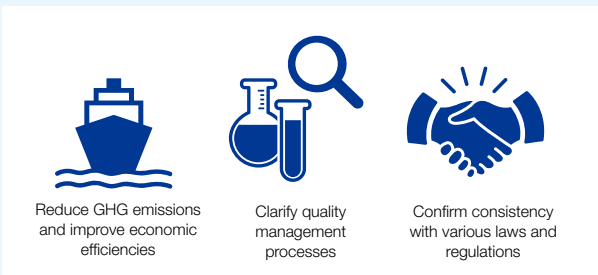 Reduce GHG emissions
and improve economic
efficiencies
Clarify quality
management
processes
Confirm consistency
with various laws and
regulations